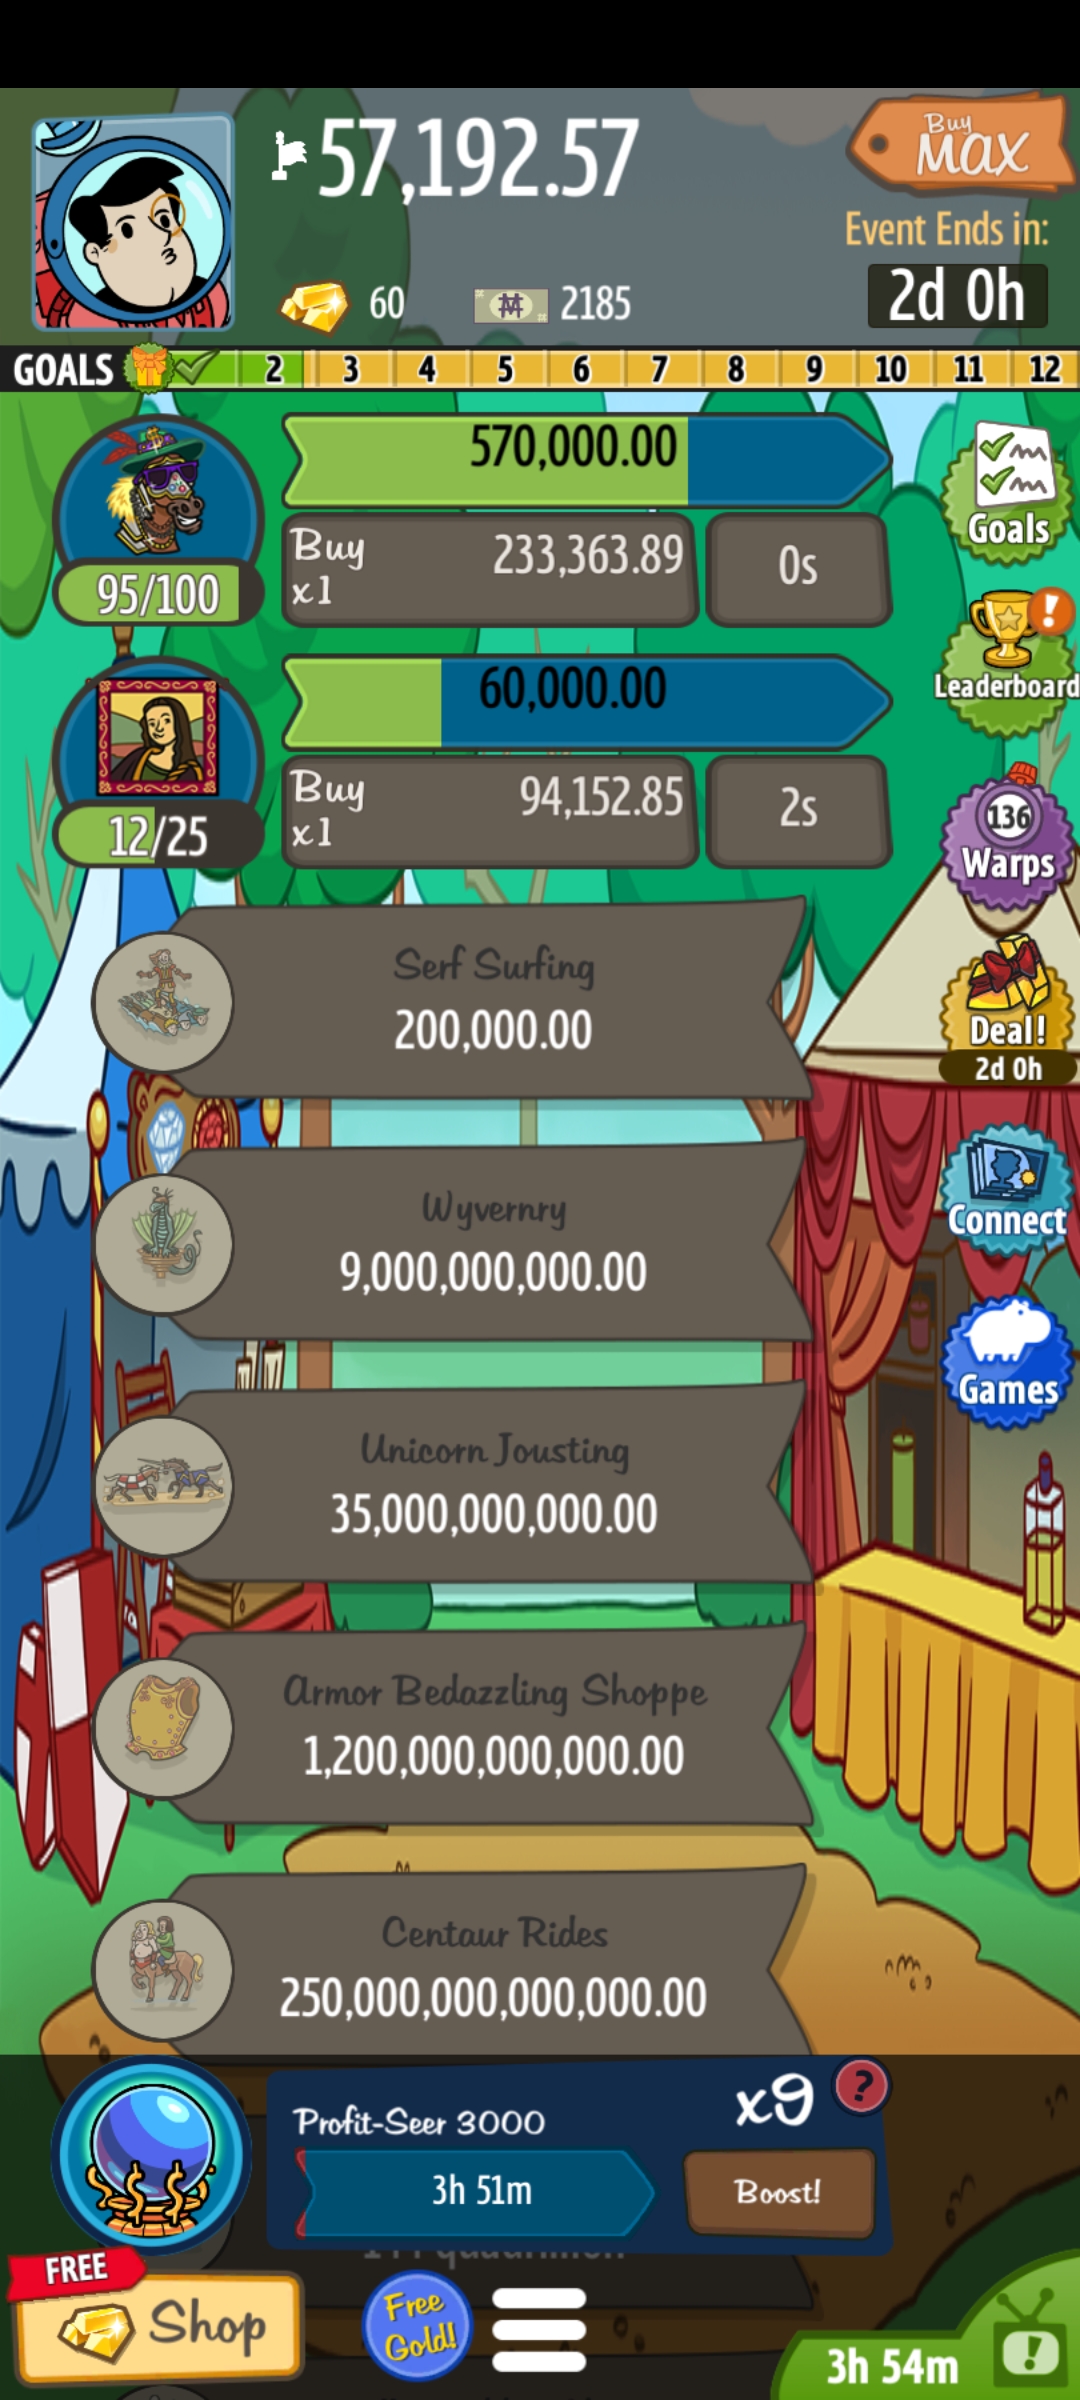 57,192.57
Buy
MAX
Event Ends in:
2d 0h
60
2185
GOALS 2 3 4 5 6 7 8 9 10 11 12
570,000.00
Buy
x1
233,363.89
0s
95/100
Goals
Leaderboard
60,000.00
Buy
x1
94,152.85
2s
12/25
136
Warps
Serf Surfing
200,000.00
Deal!
2d 0h
Wyvernry
9,000,000,000.00
Connect
Unicorn Jousting
35,000,000,000.00
Games
Armor Bedazzling Shoppe
1,200,000,000,000.00
Centaur Rides
250,000,000,000,000.00
Profit-Seer 3000
x9
?
3h 51m
Boost!
FREE
Shop
Free
Gold!
3h 54m